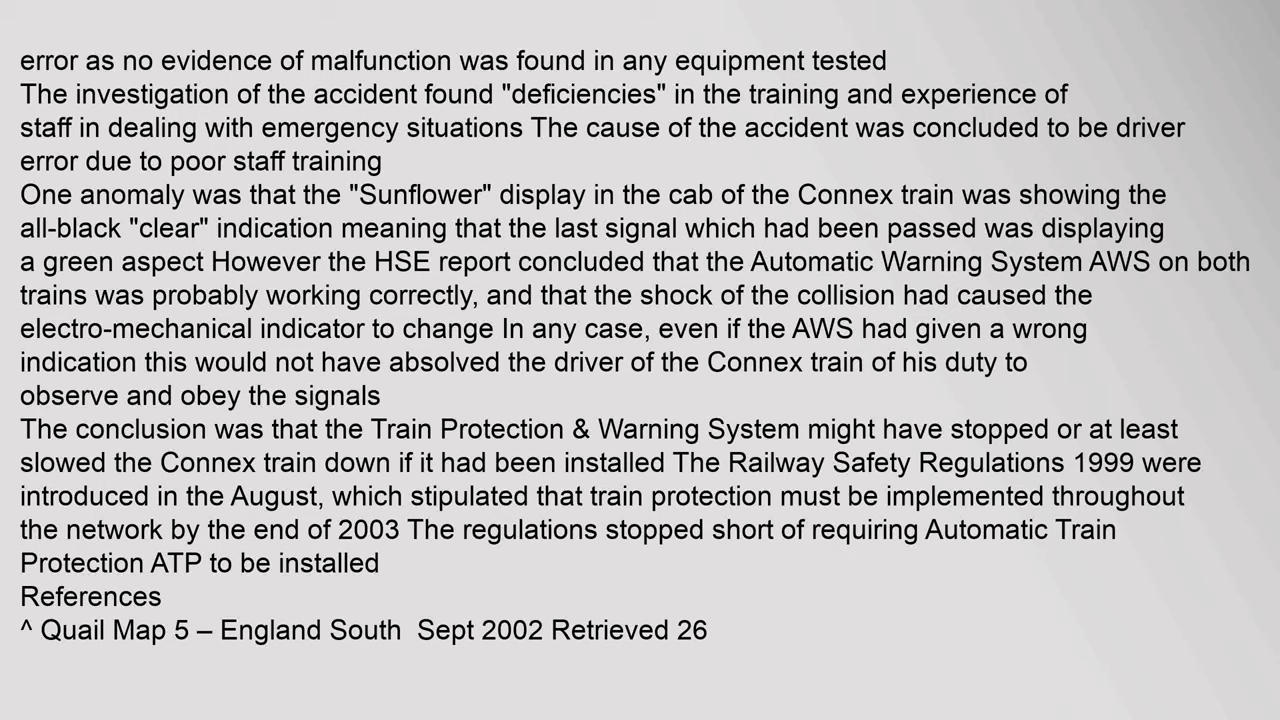 error as no evidence of malfunction was found in any equipment tested
The investigation of the accident found "deficiencies" in the training and experience of
staff in dealing with emergency situations The cause of the accident was concluded to be driver
error due to poor staff training
One anomaly was that the "Sunflower" display in the cab of the Connex train was showing the
all-black "clear" indication meaning that the last signal which had been passed was displaying
a green aspect However the HSE report concluded that the Automatic Warning System AWS on both
trains was probably working correctly, and that the shock of the collision had caused the
electro-mechanical indicator to change In any case, even if the AWS had given a wrong
indication this would not have absolved the driver of the Connex train of his duty to
observe and obey the signals
The conclusion was that the Train Protection & Warning System might have stopped or at least
slowed the Connex train down if it had been installed The Railway Safety Regulations 1999 were
introduced in the August, which stipulated that train protection must be implemented throughout
the network by the end of 2003 The regulations stopped short of requiring Automatic Train
Protection ATP to be installed
References
^ Quail Map 5 – England South  Sept 2002 Retrieved 26